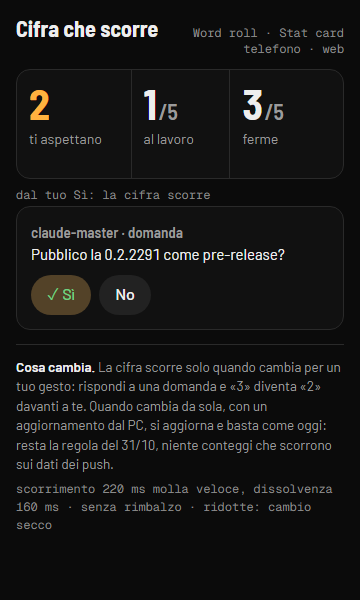 Cifra che scorre
Word roll · Stat card
telefono · web
2
ti aspettano
1/5
al lavoro
3/5
ferme
dal tuo Sì: la cifra scorre
claude-master · domanda
Pubblico la 0.2.2291 come pre-release?
✓ Sì
No
Cosa cambia. La cifra scorre solo quando cambia per un
tuo gesto: rispondi a una domanda e «3» diventa «2»
davanti a te. Quando cambia da sola, con un
aggiornamento dal PC, si aggiorna e basta come oggi:
resta la regola del 31/10, niente conteggi che scorrono
sui dati dei push.
scorrimento 220 ms molla veloce, dissolvenza
160 ms · senza rimbalzo · ridotte: cambio
secco